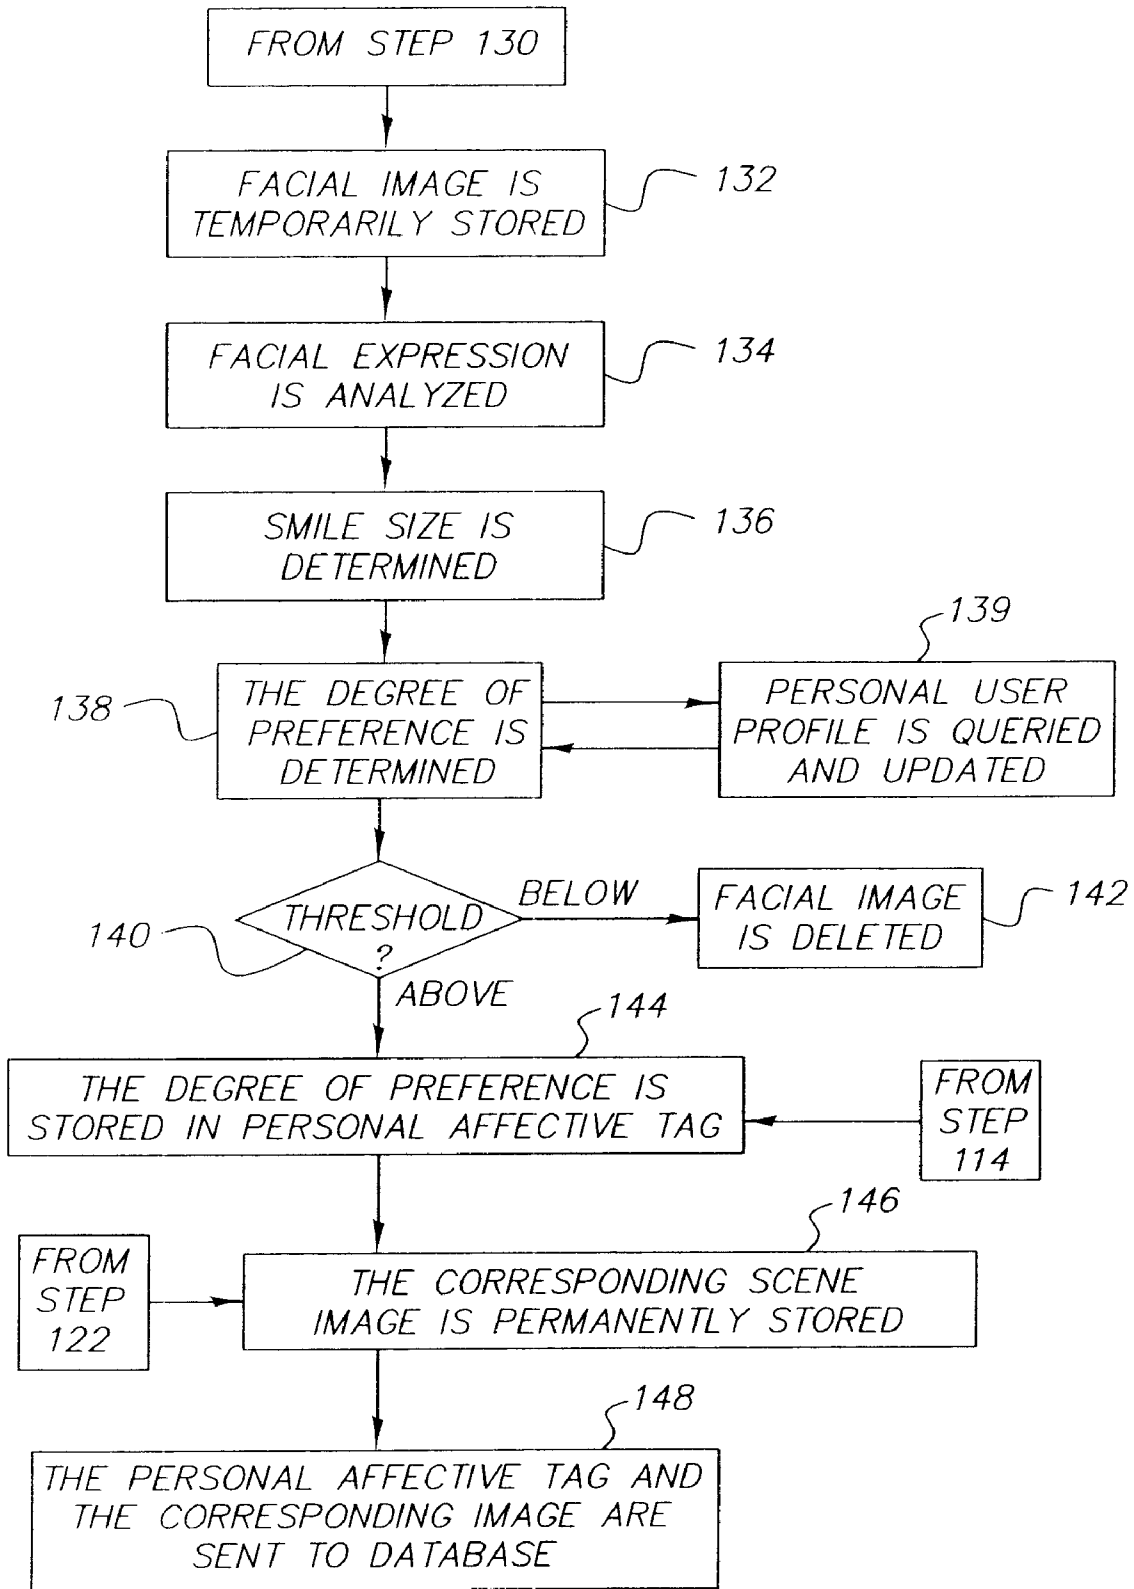 FROM STEP 130
FACIAL IMAGE IS
TEMPORARILY STORED
132
FACIAL EXPRESSION
IS ANALYZED
134
SMILE SIZE IS
DETERMINED
136
138
THE DEGREE OF
PREFERENCE IS
DETERMINED
139
PERSONAL USER
PROFILE IS QUERIED
AND UPDATED
140
THRESHOLD
?
BELOW
FACIAL IMAGE
IS DELETED
142
ABOVE
144
THE DEGREE OF PREFERENCE IS
STORED IN PERSONAL AFFECTIVE TAG
FROM
STEP
114
146
FROM
STEP
122
THE CORRESPONDING SCENE
IMAGE IS PERMANENTLY STORED
148
THE PERSONAL AFFECTIVE TAG AND
THE CORRESPONDING IMAGE ARE
SENT TO DATABASE